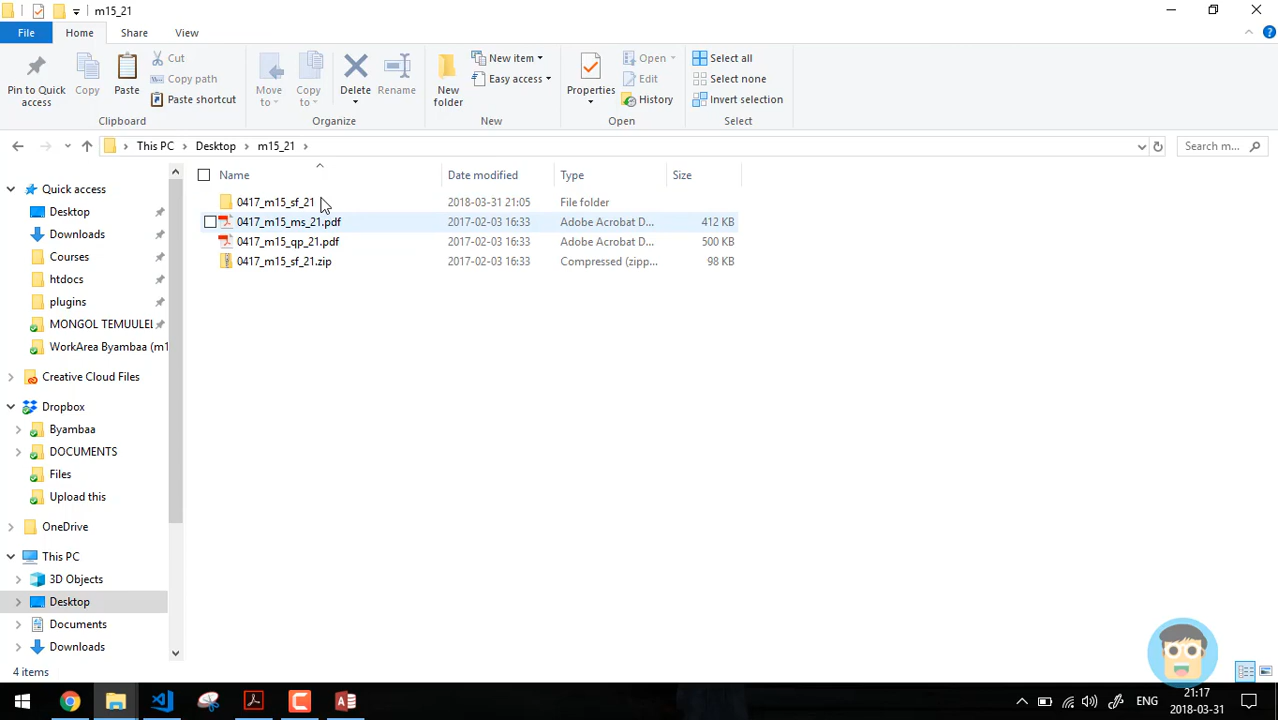 m15_21
File
Home
Share
View
Pin to Quick access
Copy
Paste
Cut
Copy path
Paste shortcut
Clipboard
Move to
Copy to
Delete
Rename
Organize
New folder
New item
Easy access
New
Properties
Open
Edit
History
Open
Select all
Select none
Invert selection
Select
This PC
Desktop
m15_21
Search m...
Name
Date modified
Type
Size
0417_m15_sf_21
2018-03-31 21:05
File folder
0417_m15_ms_21.pdf
2017-02-03 16:33
Adobe Acrobat D...
412 KB
0417_m15_qp_21.pdf
2017-02-03 16:33
Adobe Acrobat D...
500 KB
0417_m15_sf_21.zip
2017-02-03 16:33
Compressed (zipp...
98 KB
Quick access
Desktop
Downloads
Courses
htdocs
plugins
MONGOL TEMUULEL
WorkArea Byambaa (m1
Creative Cloud Files
Dropbox
Byambaa
DOCUMENTS
Files
Upload this
OneDrive
This PC
3D Objects
Desktop
Documents
Downloads
4 items
ENG
21:17
2018-03-31